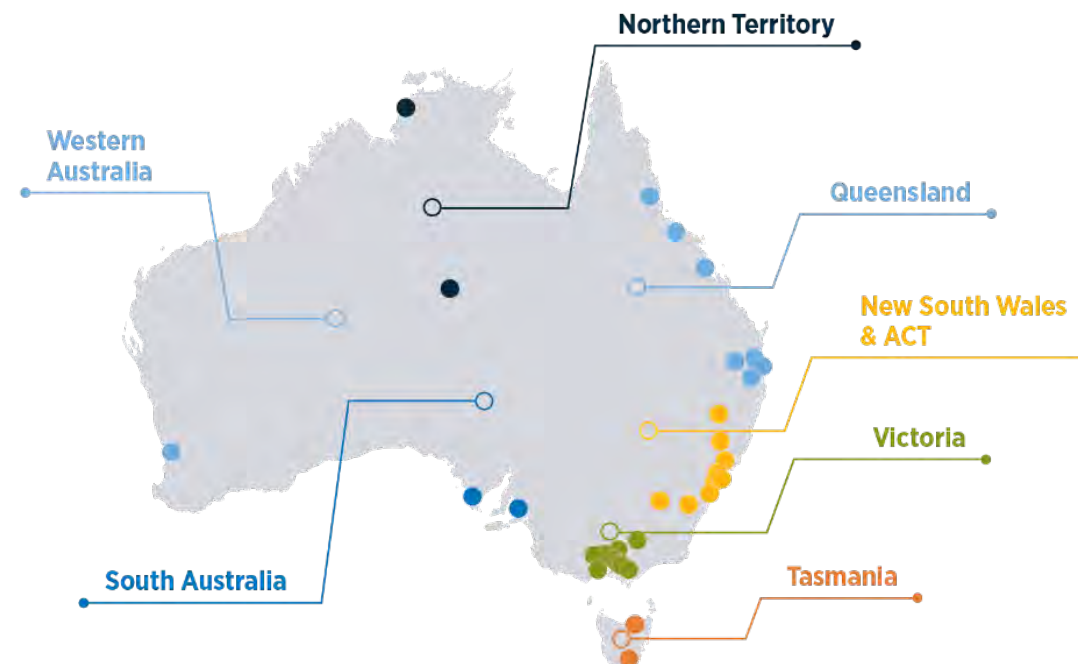 Northern Territory
Western
Australia
Queensland
New South Wales
& ACT
Victoria
South Australia
Tasmania